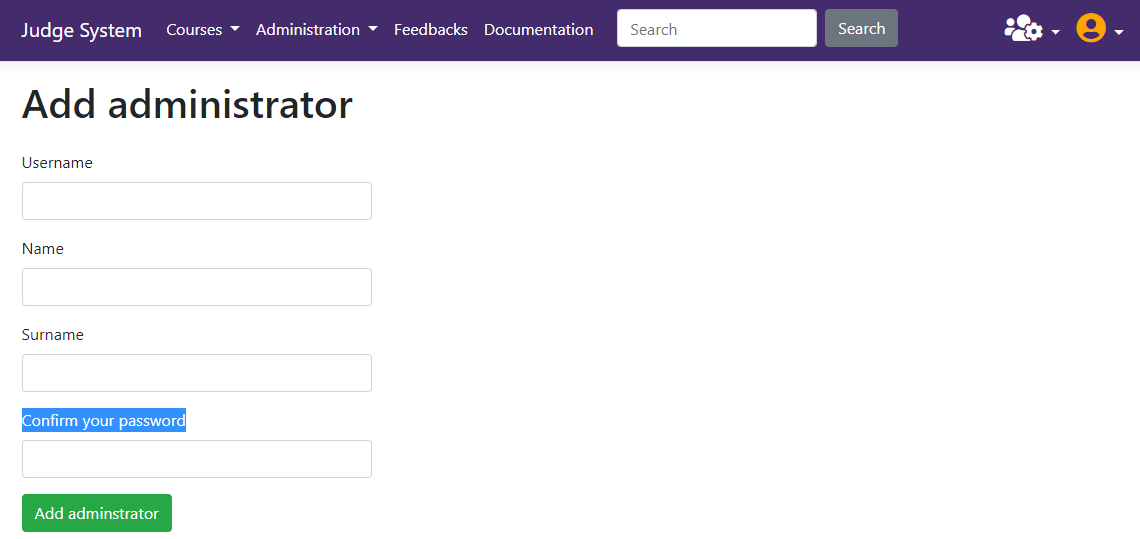 Judge System Courses Administration Feedbacks Documentation Search Search
Add administrator
Username
Name
Surname
Confirm your password
Add adminstrator